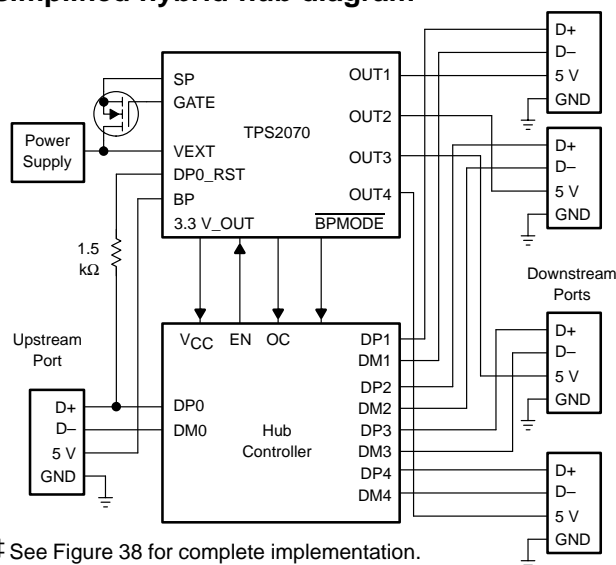 simplified hybrid hub diagram
SP
GATE
TPS2070
VEXT
DP0_RST
BP
3.3 V_OUT
BPMODE
OUT1
OUT2
OUT3
OUT4
Power
Supply
1.5
kΩ
Upstream
Port
D+
D–
5 V
GND
VCC
EN
OC
DP0
DM0
Hub
Controller
DP1
DM1
DP2
DM2
DP3
DM3
DP4
DM4
D+
D–
5 V
GND
D+
D–
5 V
GND
Downstream
Ports
D+
D–
5 V
GND
D+
D–
5 V
GND
‡ See Figure 38 for complete implementation.